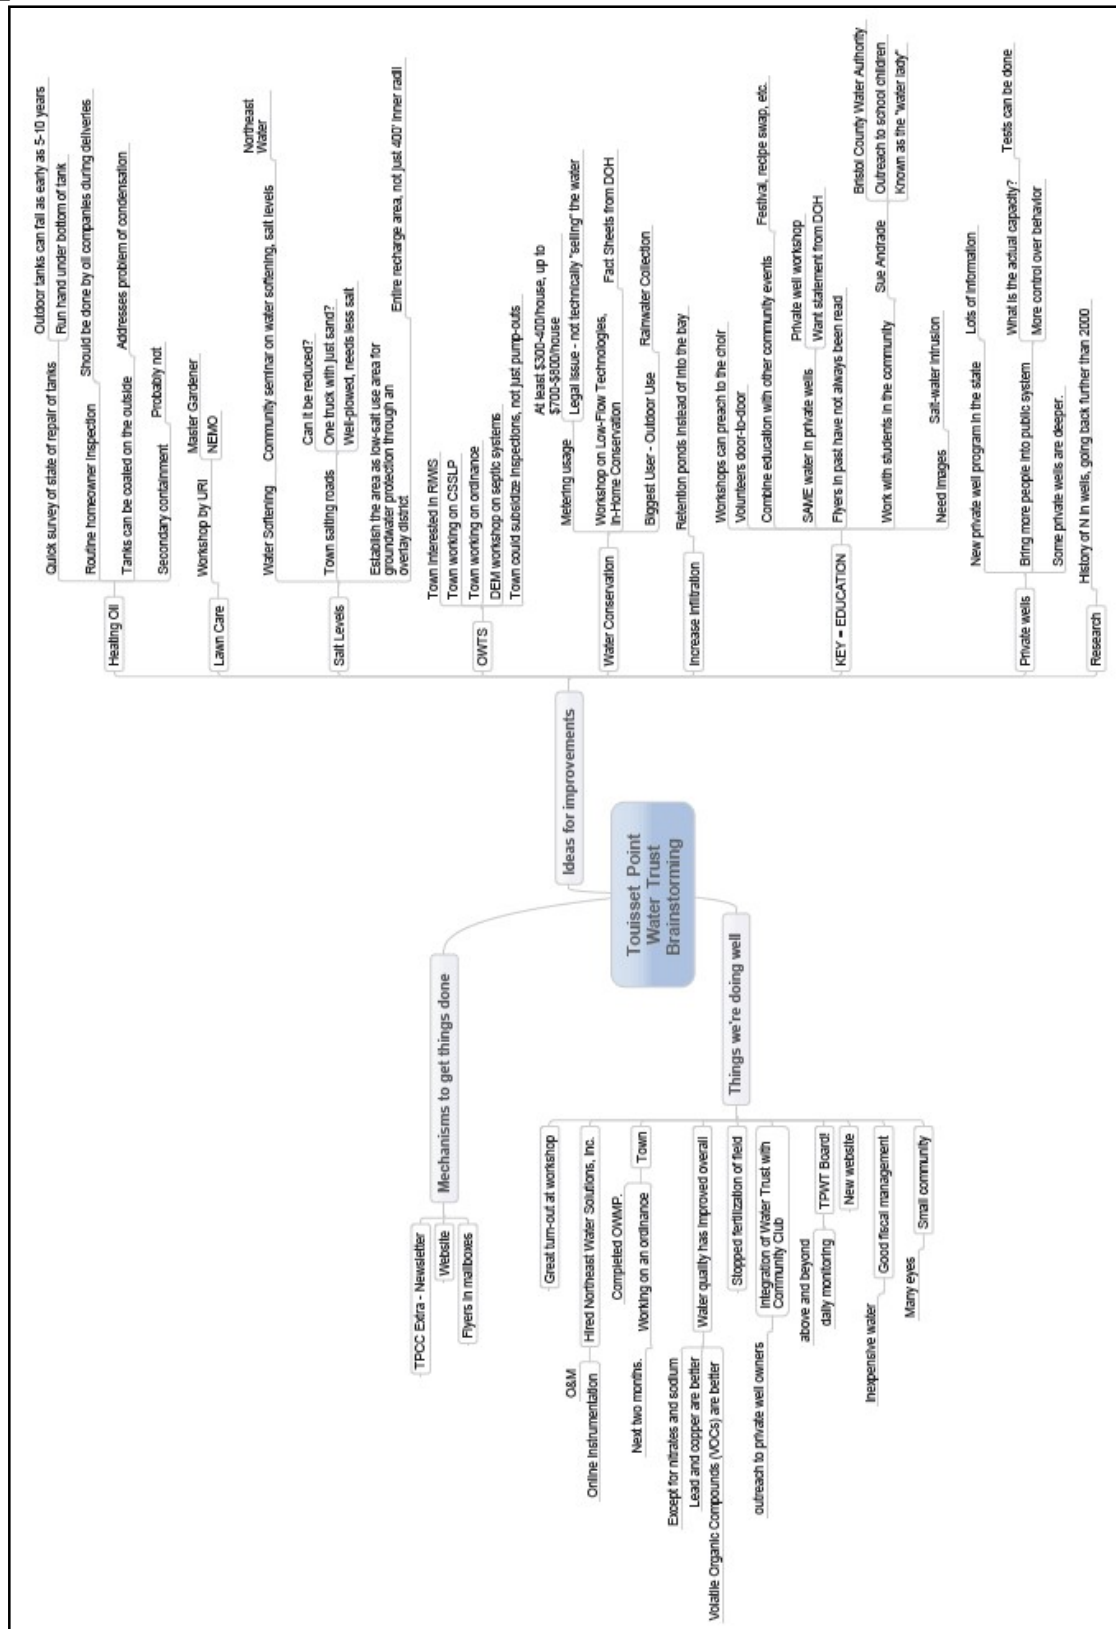 Touisset Point
Water Trust
Brainstorming
Ideas for improvements
Heating Oil
Quick survey of state of repair of tanks
Outdoor tanks can fail as early as 5-10 years
Run hand under bottom of tank
Routine homeowner inspection
Should be done by oil companies during deliveries
Tanks can be coated on the outside
Addresses problem of condensation
Secondary containment
Probably not
Lawn Care
Workshop by URI
Master Gardener
NEMO
Salt Levels
Water Softening
Community seminar on water softening, salt levels
Northeast
Water
Town salting roads
Can it be reduced?
One truck with just sand?
Well-plowed, needs less salt
Establish the area as low-salt use area for
groundwater protection through an
overlay district
Entire recharge area, not just 400' inner radii
OWTS
Town interested in RWMS
Town working on CSSLP
Town working on ordinance
DEM workshop on septic systems
Town could subsidize inspections, not just pump-outs
Water Conservation
Metering usage
At least $300-400/house, up to
$700-$800/house
Legal issue - not technically "selling" the water
Workshop on Low-Flow Technologies,
In-Home Conservation
Fact Sheets from DOH
Biggest User - Outdoor Use
Rainwater Collection
Increase Infiltration
Retention ponds instead of into the bay
KEY = EDUCATION
Workshops can preach to the choir
Volunteers door-to-door
Combine education with other community events
Festival, recipe swap, etc.
SAME water in private wells
Private well workshop
Want statement from DOH
Flyers in past have not always been read
Work with students in the community
Sue Andrade
Bristol County Water Authority
Outreach to school children
Known as the "water lady"
Need images
Salt-water intrusion
Private wells
New private well program in the state
Lots of information
Bring more people into public system
What is the actual capacity?
Tests can be done
More control over behavior
Some private wells are deeper.
Research
History of N in wells, going back further than 2000
Mechanisms to get things done
TPCC Extra - Newsletter
Website
Flyers in mailboxes
Things we're doing well
Great turn-out at workshop
Hired Northeast Water Solutions, Inc.
O&M
Online Instrumentation
Town
Completed OWMP.
Working on an ordinance
Next two months.
Water quality has improved overall
Except for nitrates and sodium
Lead and copper are better
Volatile Organic Compounds (VOCs) are better
Stopped fertilization of field
Integration of Water Trust with
Community Club
outreach to private well owners
TPWT Board!
above and beyond
daily monitoring
New website
Good fiscal management
Inexpensive water
Small community
Many eyes